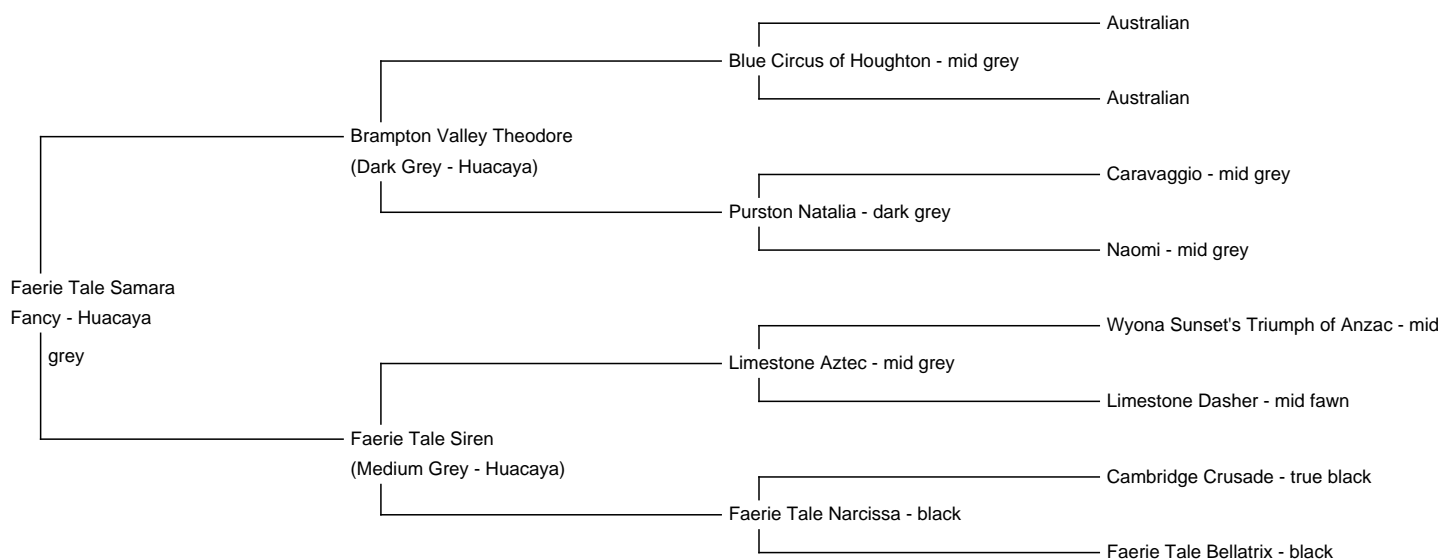 Australian
Blue Circus of Houghton - mid grey
Australian
Brampton Valley Theodore
(Dark Grey - Huacaya)
Caravaggio - mid grey
Purston Natalia - dark grey
Naomi - mid grey
Faerie Tale Samara
Fancy - Huacaya
grey
Wyona Sunset's Triumph of Anzac - mid
Limestone Aztec - mid grey
Limestone Dasher - mid fawn
Faerie Tale Siren
(Medium Grey - Huacaya)
Cambridge Crusade - true black
Faerie Tale Narcissa - black
Faerie Tale Bellatrix - black